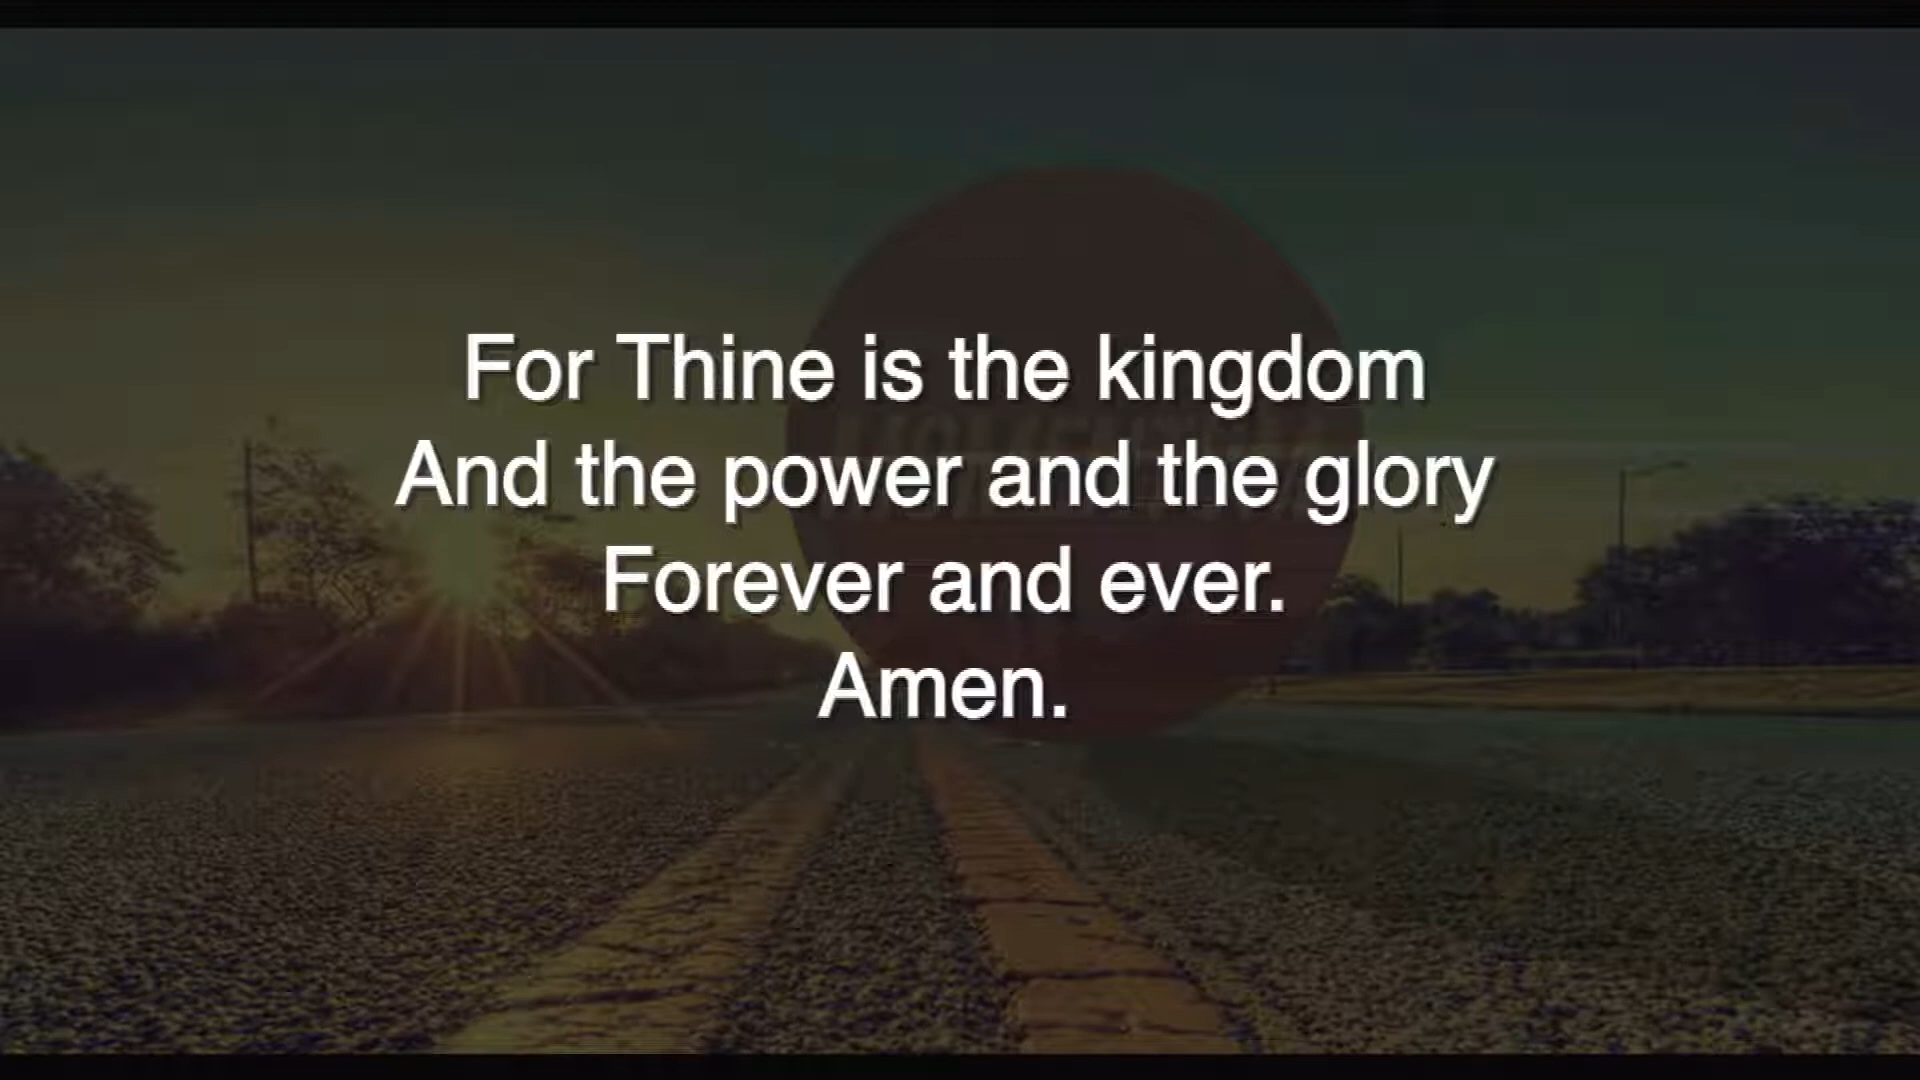 For Thine is the kingdom
And the power and the glory
Forever and ever.
Amen.